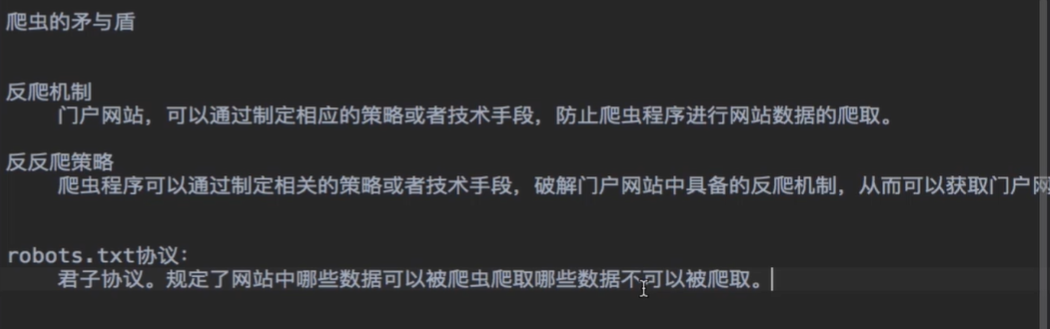 爬虫的矛与盾
反爬机制
门户网站，可以通过制定相应的策略或者技术手段，防止爬虫程序进行网站数据的爬取。
反反爬策略
爬虫程序可以通过制定相关的策略或者技术手段，破解门户网站中具备的反爬机制，从而可以获取门户网
robots.txt协议：
君子协议。规定了网站中哪些数据可以被爬虫爬取哪些数据不可以被爬取。